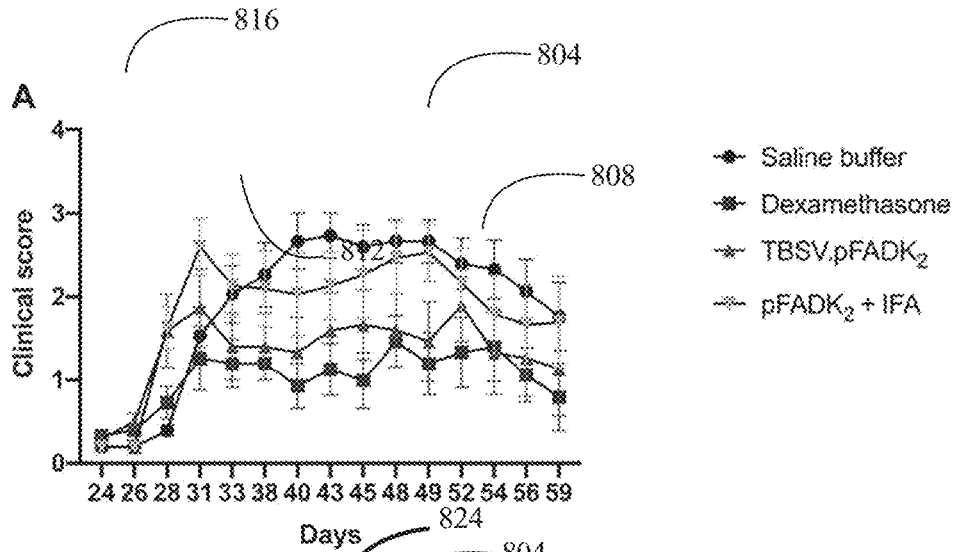 816
804
A
4
808
Saline buffer
3
Dexamethasone
812
TBSV.pFADK2
2
pFADK2 + IFA
Clinical score
1
0
24 26 28 31 33 38 40 43 45 48 49 52 54 56 59
Days
824
804